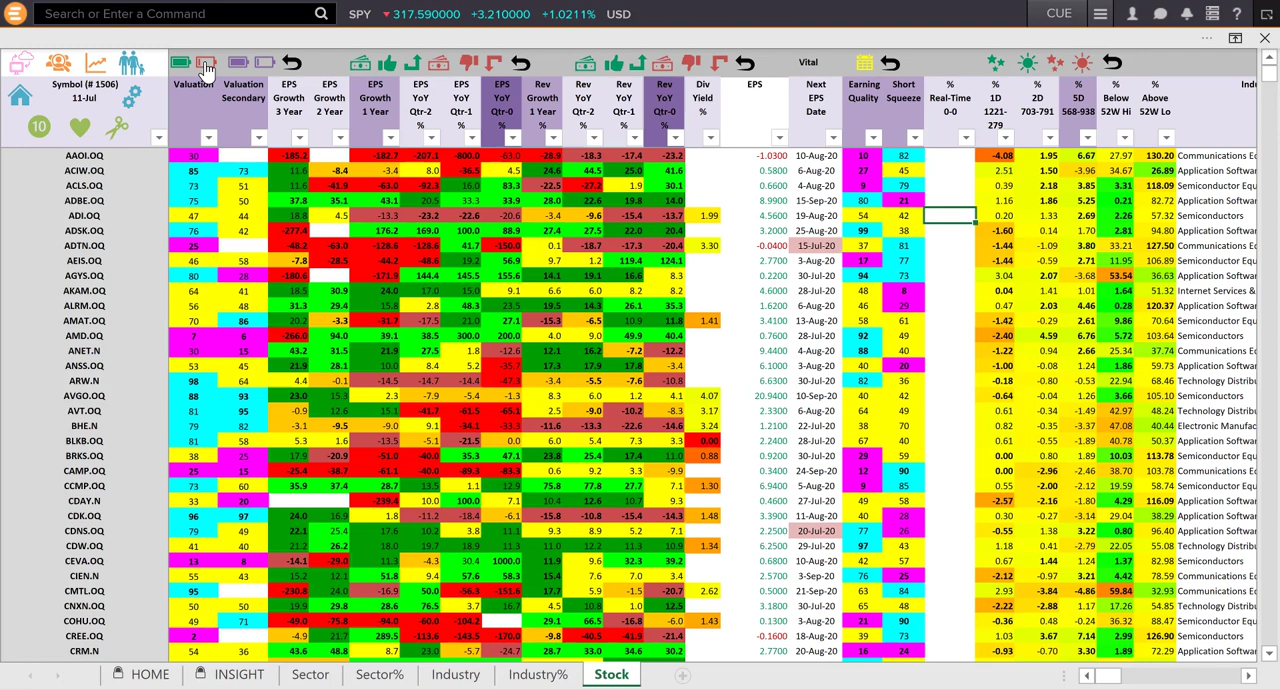 Search or Enter a Command SPY 317.590000 +3.210000 +1.0211% USD CUE ?
Vital
Symbol (# 1506) 11-Jul
Valuation
Valuation Secondary
EPS Growth 3 Year
EPS Growth 2 Year
EPS Growth 1 Year
EPS YoY Qtr-2 %
EPS YoY Qtr-1 %
EPS YoY Qtr-0 %
Rev Growth 1 Year
Rev YoY Qtr-2 %
Rev YoY Qtr-1 %
Rev YoY Qtr-0 %
Div Yield %
EPS
Next EPS Date
Earning Quality
Short Squeeze
% Real-Time 0-0
% 1D 1221-279
% 2D 703-791
% 5D 568-938
% Below 52W Hi
% Above 52W Lo
Indu
10
AAOI.OQ 30 -185.2 -182.7 -207.1 -800.0 -63.0 -28.9 -18.3 -17.4 -23.2 -1.0300 10-Aug-20 10 82 -4.08 1.95 6.67 27.97 130.20 Communications Ec
ACIW.OQ 85 73 11.6 -8.4 -3.4 8.0 -36.5 4.5 24.6 44.5 25.0 41.6 0.5800 6-Aug-20 27 45 2.51 1.50 -3.96 34.67 26.89 Application Softwar
ACLS.OQ 73 51 11.6 -41.9 -63.0 -92.3 16.0 83.3 -22.5 -27.2 1.9 30.1 0.6600 4-Aug-20 9 79 0.39 2.18 3.85 3.31 118.09 Semiconductor Equ
ADBE.OQ 75 50 37.8 35.1 43.1 20.5 33.3 33.9 28.0 22.6 19.8 14.0 8.9900 15-Sep-20 80 21 1.16 1.86 5.25 0.21 82.72 Application Softwar
ADI.OQ 47 44 18.8 4.5 -13.3 -23.2 -22.6 -20.6 -3.4 -9.6 -15.4 -13.7 1.99 4.5600 19-Aug-20 54 42 0.20 1.33 2.69 2.26 57.32 Semiconductors
ADSK.OQ 76 42 -277.4 176.2 169.0 100.0 88.9 27.4 27.5 22.0 20.4 3.2000 25-Aug-20 99 38 -1.60 0.14 1.70 2.81 94.80 Application Softwar
ADTN.OQ 25 -48.2 -63.0 -128.6 -128.6 41.7 -150.0 0.1 -18.7 -17.3 -20.4 3.30 -0.0400 15-Jul-20 37 81 -1.44 -1.09 3.80 33.21 127.50 Communications Ec
AEIS.OQ 46 58 -7.8 -28.5 -44.2 -48.6 19.2 56.9 9.7 1.2 119.4 124.1 2.7700 3-Aug-20 17 77 -1.44 -0.59 2.71 11.95 106.89 Semiconductor Equ
AGYS.OQ 80 28 -180.6 -171.9 144.4 145.5 155.6 14.1 19.1 16.6 8.3 0.2200 30-Jul-20 94 73 3.04 2.07 -3.68 53.54 36.63 Application Softwar
AKAM.OQ 64 41 18.5 30.9 24.0 17.0 15.0 9.1 6.6 6.0 8.2 8.2 4.6000 28-Jul-20 48 8 0.04 1.41 1.01 1.64 51.32 Internet Services &
ALRM.OQ 56 48 31.3 29.4 15.8 2.8 48.3 23.5 19.5 14.3 26.1 35.3 1.6200 6-Aug-20 46 29 0.47 2.03 4.46 0.28 120.37 Application Softwar
AMAT.OQ 70 86 20.2 -3.3 -31.7 -17.5 21.0 27.1 -15.3 -6.5 10.9 11.8 1.41 3.4100 13-Aug-20 58 61 -1.42 -0.29 2.61 9.86 70.64 Semiconductor Equ
AMD.OQ 7 6 -266.0 94.0 39.1 38.5 300.0 200.0 4.0 9.0 49.9 40.4 0.7600 28-Jul-20 92 49 -2.40 4.59 6.76 5.72 103.64 Semiconductors
ANET.N 30 15 43.2 31.5 21.9 27.5 1.8 -12.6 12.1 16.2 -7.2 -12.2 9.4400 4-Aug-20 88 40 -1.22 0.94 2.66 25.34 37.74 Communications Ec
ANSS.OQ 53 45 21.9 28.1 10.0 8.4 5.2 -35.7 17.3 17.9 17.8 -3.4 6.1000 3-Aug-20 40 20 -1.00 -0.08 1.24 1.86 59.73 Application Softwar
ARW.N 98 64 4.4 -0.1 -14.5 -14.7 -14.4 -47.3 -3.4 -5.5 -7.6 -10.8 6.6300 30-Jul-20 82 36 -0.18 -0.80 -0.53 22.94 68.46 Technology Distribu
AVGO.OQ 88 93 23.0 15.3 2.3 -7.9 -5.4 -1.3 8.3 6.0 1.2 4.1 4.07 20.9400 10-Sep-20 40 42 -0.64 -0.04 1.26 3.66 105.10 Semiconductors
AVT.OQ 81 95 -0.9 12.6 15.1 -41.7 -61.5 -65.1 2.5 -9.0 -10.2 -8.3 3.17 2.3300 6-Aug-20 64 49 0.61 -0.34 -1.49 42.97 48.24 Technology Distribu
BHE.N 79 82 -3.1 -9.5 -9.0 9.1 -34.1 -33.3 -11.6 -13.3 -22.6 -14.6 3.24 1.2100 22-Jul-20 38 70 0.82 -0.35 -3.37 47.08 40.44 Electronic Manufac
BLKB.OQ 81 58 5.3 1.6 -13.5 -5.1 -21.5 0.0 6.0 5.4 7.3 3.3 0.00 2.2400 28-Jul-20 67 40 0.61 -0.55 -1.89 40.78 50.37 Application Softwar
BRKS.OQ 38 25 17.9 -20.9 -51.0 -40.0 35.3 47.1 23.8 25.4 17.4 11.0 0.88 0.9200 30-Jul-20 29 59 0.00 0.80 1.89 10.03 113.78 Semiconductor Equ
CAMP.OQ 25 15 -25.4 -38.7 -61.1 -40.0 -89.3 -83.3 0.6 9.2 3.3 -9.9 0.3400 24-Sep-20 12 90 0.00 -2.96 -2.46 38.70 103.78 Communications Ec
CCMP.OQ 73 60 35.9 37.4 28.7 13.5 1.1 12.9 75.8 77.8 27.7 7.1 1.30 6.9400 5-Aug-20 9 85 0.55 -2.00 -2.12 19.59 58.74 Semiconductor Equ
CDAY.N 33 20 -239.4 10.0 100.0 7.1 10.4 12.6 10.7 9.3 0.4600 27-Jul-20 49 58 -2.57 -2.16 -1.80 4.29 116.09 Application Softwar
CDK.OQ 96 97 24.0 16.9 1.8 -11.2 -18.4 -6.1 -15.8 -10.8 -15.4 -14.3 1.48 3.3900 11-Aug-20 40 28 0.30 -0.27 -3.14 29.04 38.29 Application Softwar
CDNS.OQ 79 49 22.1 25.4 17.6 10.2 3.8 11.1 9.3 8.9 5.2 7.1 2.2500 20-Jul-20 77 26 -0.55 1.38 3.22 0.80 96.40 Application Softwar
CDW.OQ 41 40 21.2 26.2 18.0 19.7 18.9 11.3 11.0 12.2 11.3 10.9 1.34 6.2500 29-Jul-20 97 43 1.18 0.41 -2.79 22.05 55.08 Technology Distribu
CEVA.OQ 13 8 -14.1 -29.0 11.3 -4.1 30.4 1000.0 11.9 9.6 32.3 39.2 0.6800 10-Aug-20 42 57 0.67 1.44 1.24 1.37 82.98 Semiconductors
CIEN.N 55 43 15.2 12.1 51.8 9.4 57.6 58.3 15.4 7.6 7.0 3.4 2.5700 3-Sep-20 76 25 -2.12 -0.97 3.21 4.42 78.59 Communications Ec
CMTL.OQ 95 -230.8 24.0 -16.9 50.0 -56.3 -151.6 17.7 5.9 -1.5 -20.7 2.62 0.5000 21-Sep-20 63 84 2.93 -3.84 -4.86 59.84 32.93 Communications Ec
CNXN.OQ 50 50 19.9 29.8 28.6 76.5 3.7 16.7 4.5 10.8 1.0 12.5 3.1800 30-Jul-20 65 48 -2.22 -2.88 1.17 17.26 54.85 Technology Distribu
COHU.OQ 49 71 -49.0 -75.8 -94.0 -60.0 -104.2 29.1 66.5 -16.8 -6.0 1.43 0.1300 3-Aug-20 21 90 -0.36 0.48 -0.24 36.32 88.47 Semiconductor Equ
CREE.OQ 2 -4.9 21.7 289.5 -113.6 -143.5 -170.0 -9.8 -40.5 -41.9 -21.4 -0.1600 18-Aug-20 39 73 1.03 3.67 7.14 2.99 126.90 Semiconductors
CRM.N 54 36 43.6 48.8 8.7 23.0 -5.7 -24.7 28.7 33.0 34.6 30.2 2.7700 20-Aug-20 16 24 -0.93 -0.70 3.30 1.89 72.29 Application Softwar
HOME INSIGHT Sector Sector% Industry Industry% Stock